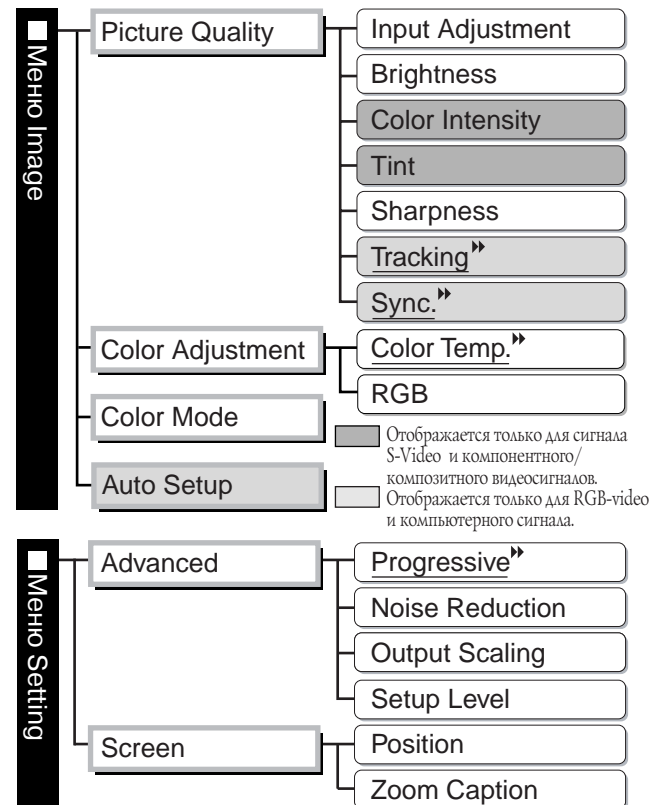 Меню Image
Picture Quality
Input Adjustment
Brightness
Color Intensity
Tint
Sharpness
Tracking
Sync.
Color Adjustment
Color Temp.
RGB
Color Mode
Auto Setup
Отображается только для сигнала
S-Video и компонентного/
композитного видеосигналов.
Отображается только для RGB-video
и компьютерного сигнала.
Меню Setting
Advanced
Progressive
Noise Reduction
Output Scaling
Setup Level
Screen
Position
Zoom Caption